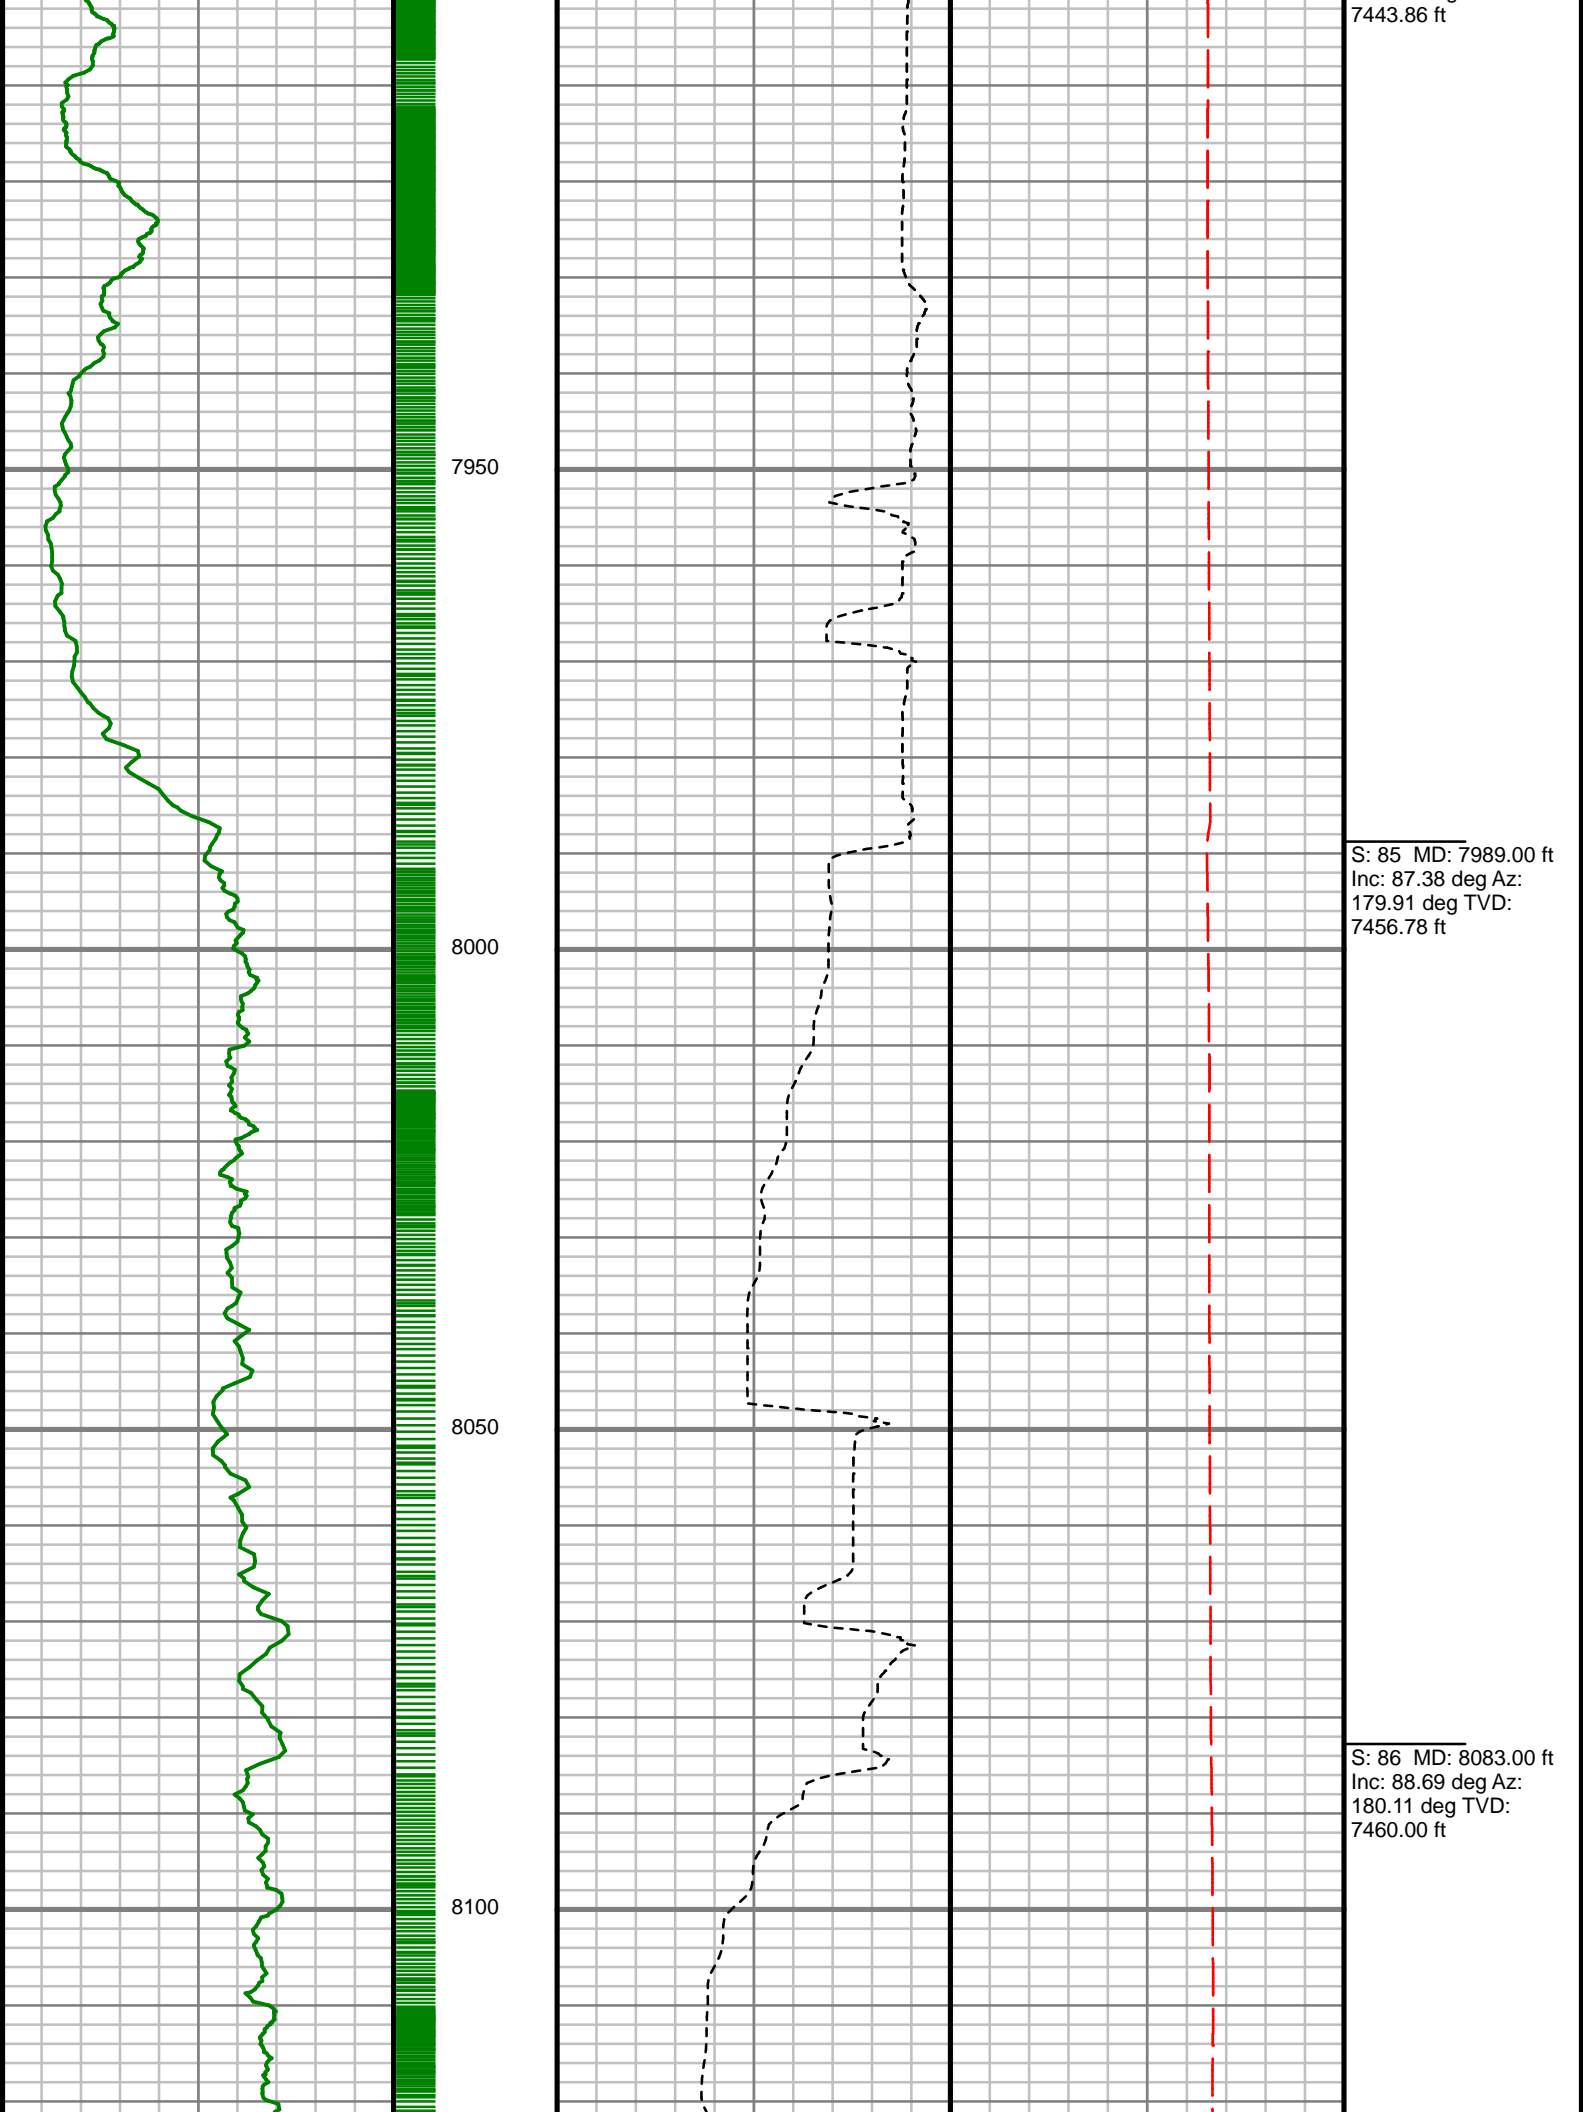 7443.86 ft
7950
S: 85 MD: 7989.00 ft
Inc: 87.38 deg Az:
179.91 deg TVD:
7456.78 ft
8000
8050
S: 86 MD: 8083.00 ft
Inc: 88.69 deg Az:
180.11 deg TVD:
7460.00 ft
8100